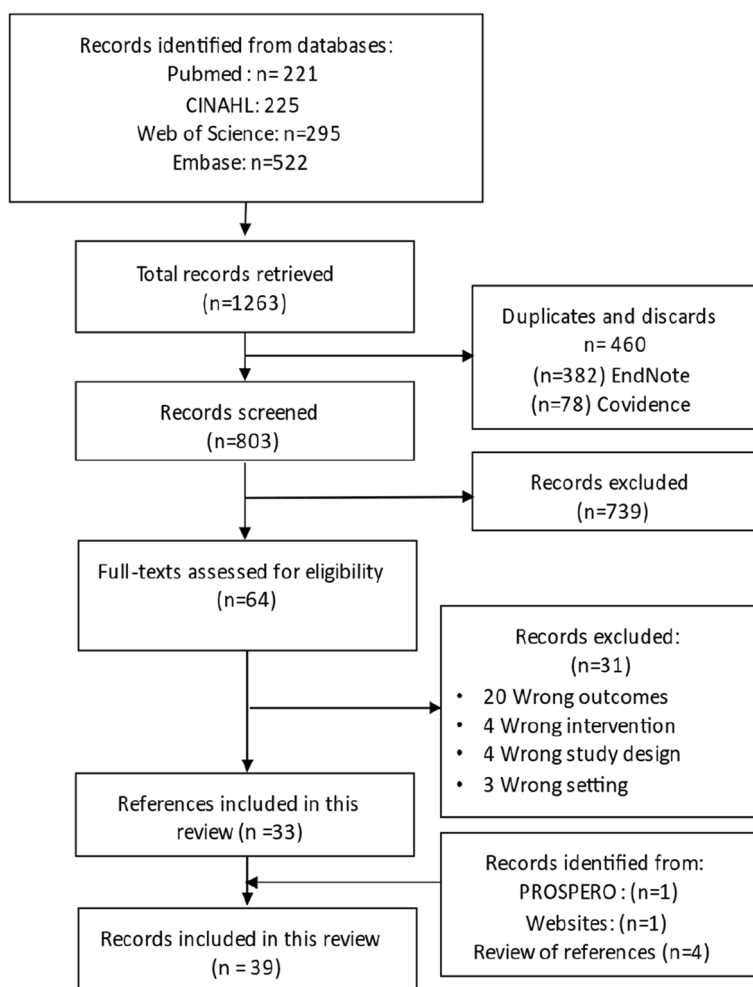 Records identified from databases:
Pubmed : n= 221
CINAHL: 225
Web of Science: n=295
Embase: n=522
Total records retrieved
(n=1263)
Duplicates and discards
n= 460
(n=382) EndNote
(n=78) Covidence
Records screened
(n=803)
Records excluded
(n=739)
Full-texts assessed for eligibility
(n=64)
Records excluded:
(n=31)
• 20 Wrong outcomes
• 4 Wrong intervention
• 4 Wrong study design
• 3 Wrong setting
References included in this
review (n =33)
Records identified from:
PROSPERO : (n=1)
Websites: (n=1)
Review of references (n=4)
Records included in this review
(n = 39)